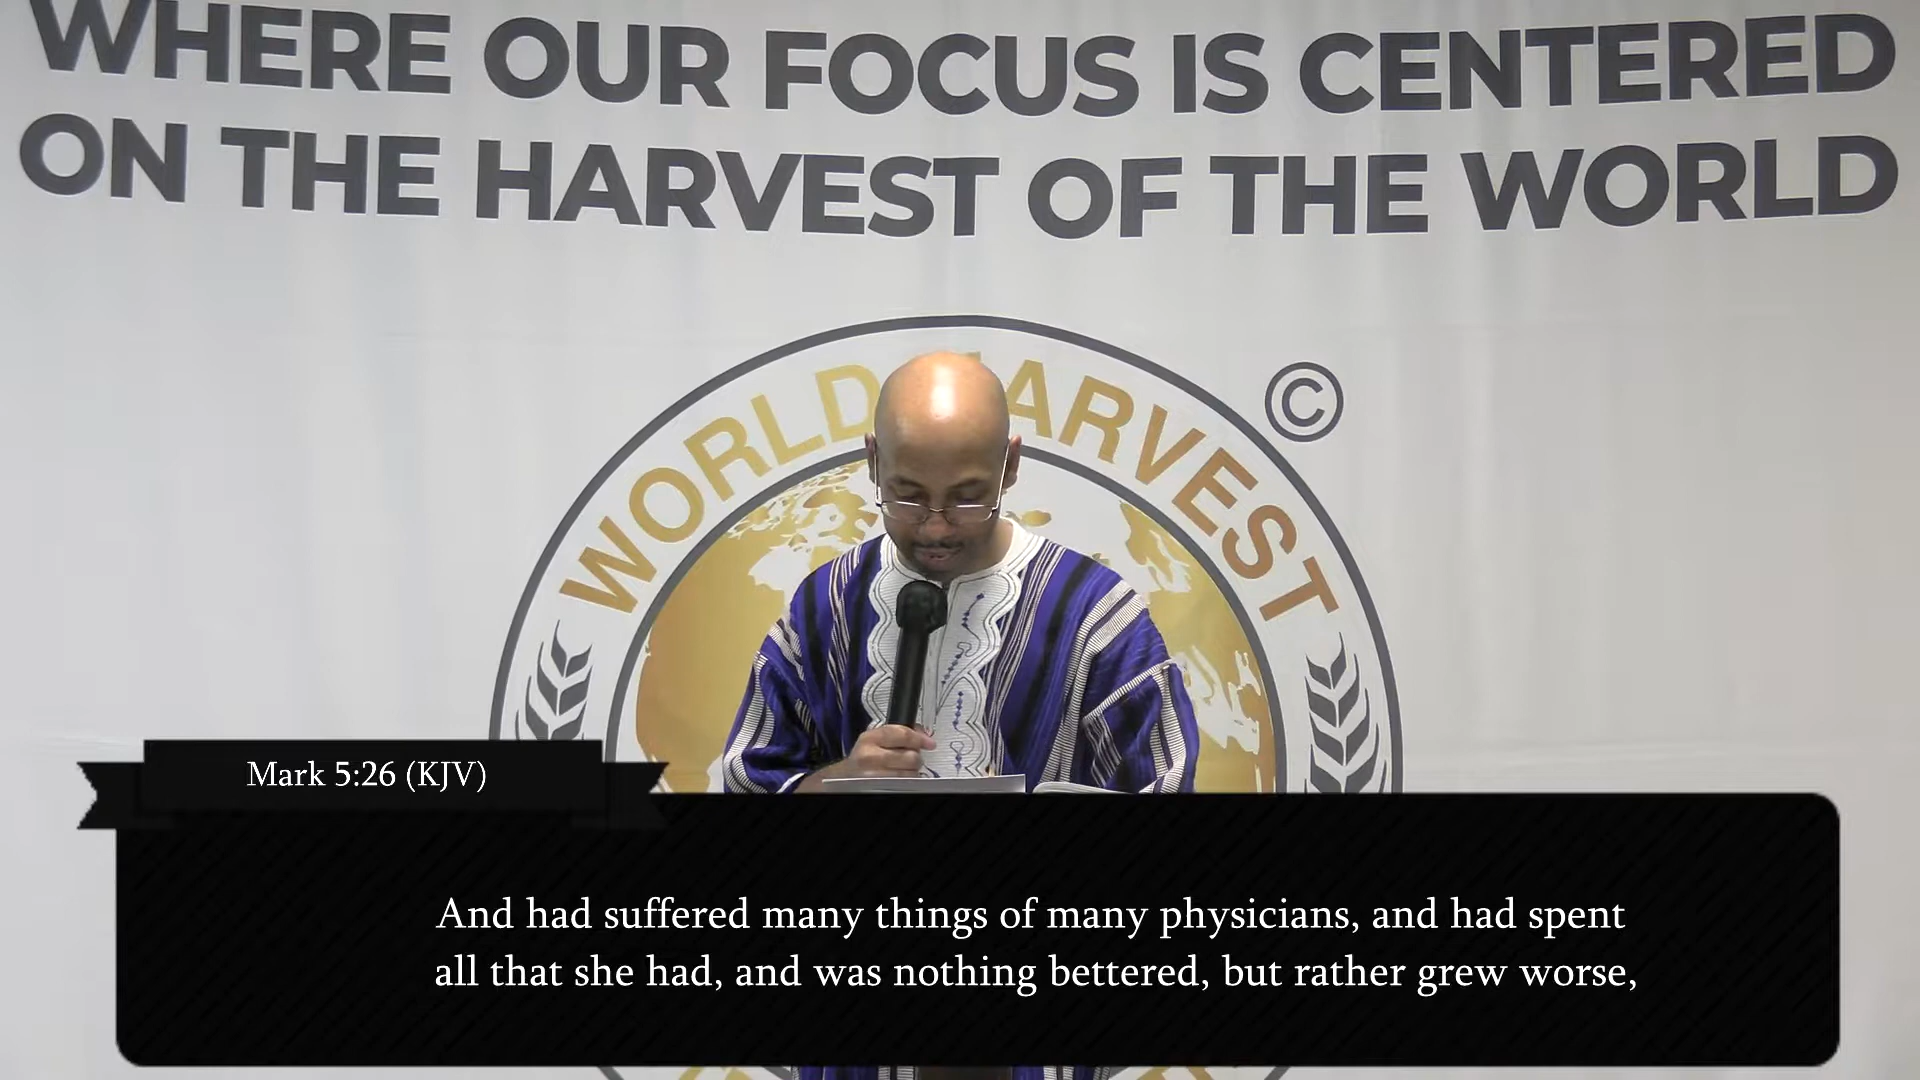 WHERE OUR FOCUS IS CENTERED
ON THE HARVEST OF THE WORLD
WORLD ARVEST
©
Mark 5:26 (KJV)
And had suffered many things of many physicians, and had spent
all that she had, and was nothing bettered, but rather grew worse,